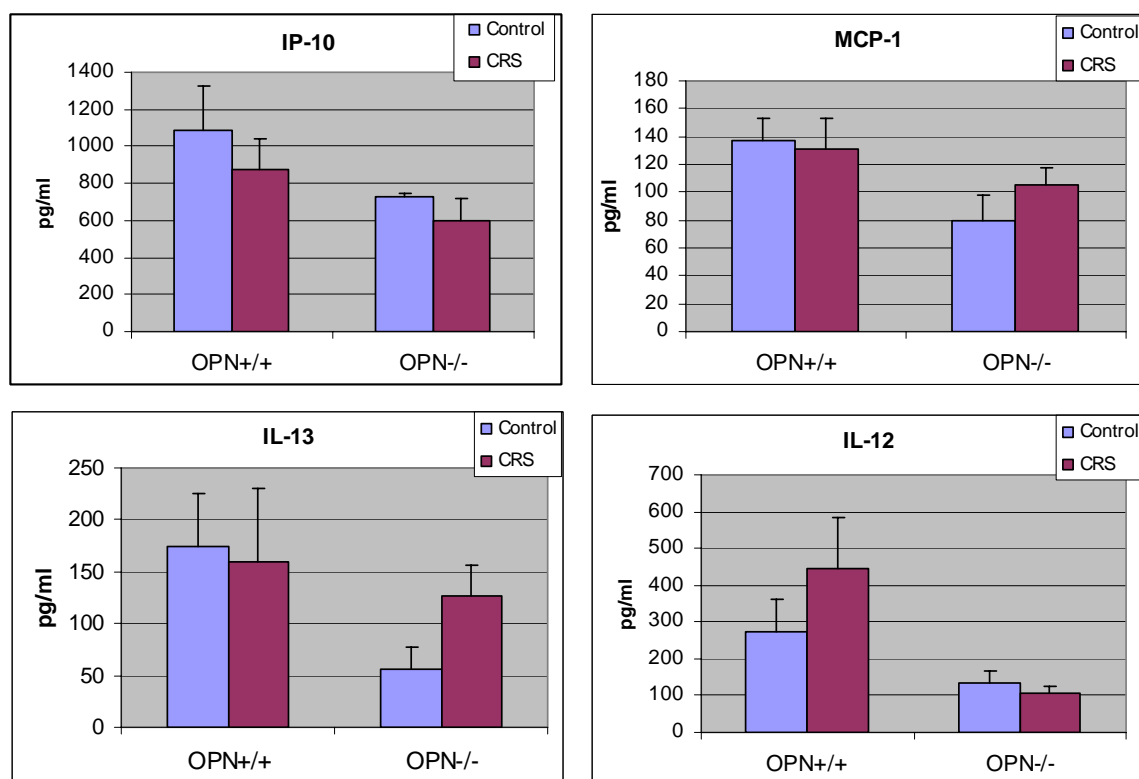 IP-10
Control
CRS
1400
1200
1000
800
600
400
200
0
pg/ml
OPN+/+ OPN-/-
MCP-1
Control
CRS
180
160
140
120
100
80
60
40
20
0
pg/ml
OPN+/+ OPN-/-
IL-13
Control
CRS
250
200
150
100
50
0
pg/ml
OPN+/+ OPN-/-
IL-12
Control
CRS
700
600
500
400
300
200
100
0
pg/ml
OPN+/+ OPN-/-